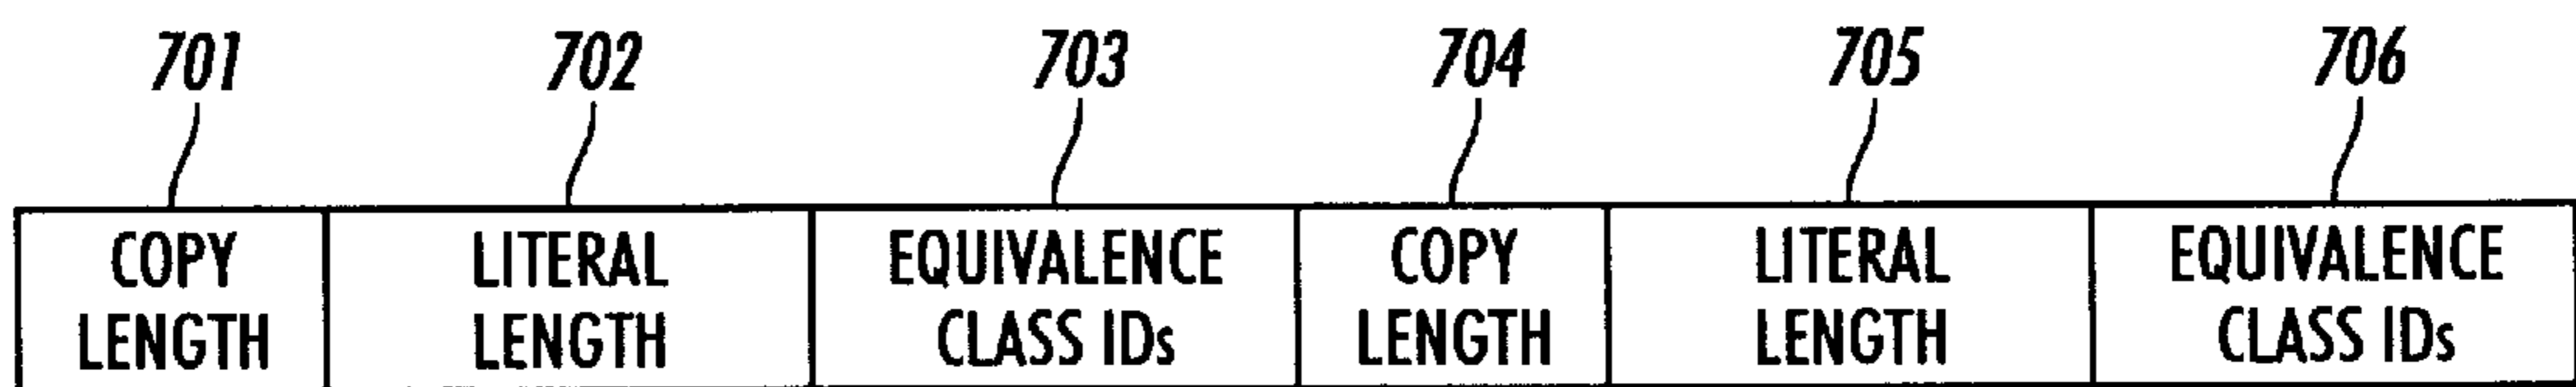 701 702 703 704 705 706
COPY LITERAL EQUIVALENCE COPY LITERAL EQUIVALENCE
LENGTH LENGTH CLASS IDs LENGTH LENGTH CLASS IDs